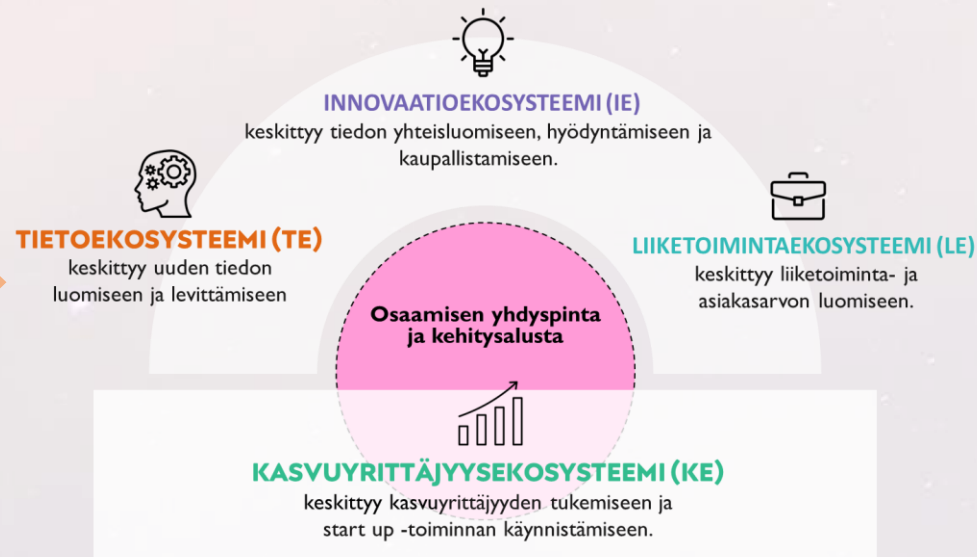 INNOVAATIOEKOSYSTEEMI (IE)
keskittyy tiedon yhteisluomiseen, hyödyntämiseen ja
kaupallistamiseen.
TIETOEKOSYSTEEMI (TE)
keskittyy uuden tiedon
luomiseen ja levittämiseen
LIIKETOIMINTAEKOSYSTEEMI (LE)
keskittyy liiketoiminta- ja
asiakasarvon luomiseen.
Osaamisen yhdyspinta
ja kehitysalusta
KASVUYRITTÄJYYSEKOSYSTEEMI (KE)
keskittyy kasvuyrittäjyyden tukemiseen ja
start up -toiminnan käynnistämiseen.